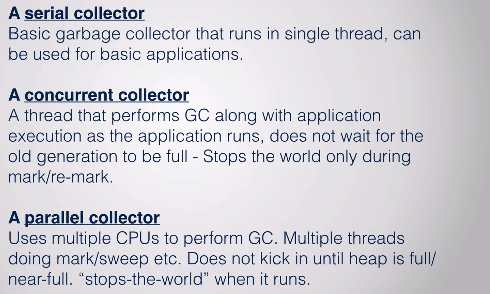 A serial collector
Basic garbage collector that runs in single thread, can
be used for basic applications.
A concurrent collector
A thread that performs GC along with application
execution as the application runs, does not wait for the
old generation to be full - Stops the world only during
mark/re-mark.
A parallel collector
Uses multiple CPUs to perform GC. Multiple threads
doing mark/sweep etc. Does not kick in until heap is full/
near-full. “stops-the-world” when it runs.